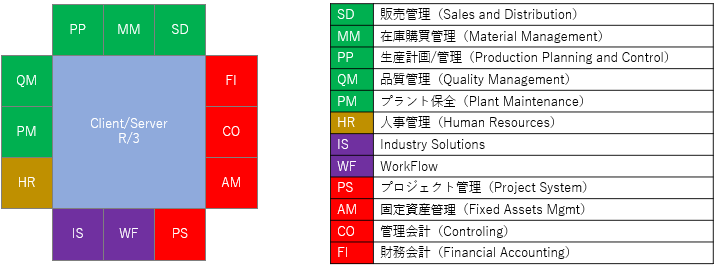 PP MM SD
QM FI
Client/Server
R/3
PM CO
HR AM
IS WF PS
SD 販売管理（Sales and Distribution）
MM 在庫購買管理（Material Management）
PP 生産計画/管理（Production Planning and Control）
QM 品質管理（Quality Management）
PM プラント保全（Plant Maintenance）
HR 人事管理（Human Resources）
IS Industry Solutions
WF WorkFlow
PS プロジェクト管理（Project System）
AM 固定資産管理（Fixed Assets Mgmt）
CO 管理会計（Controling）
FI 財務会計（Financial Accounting）